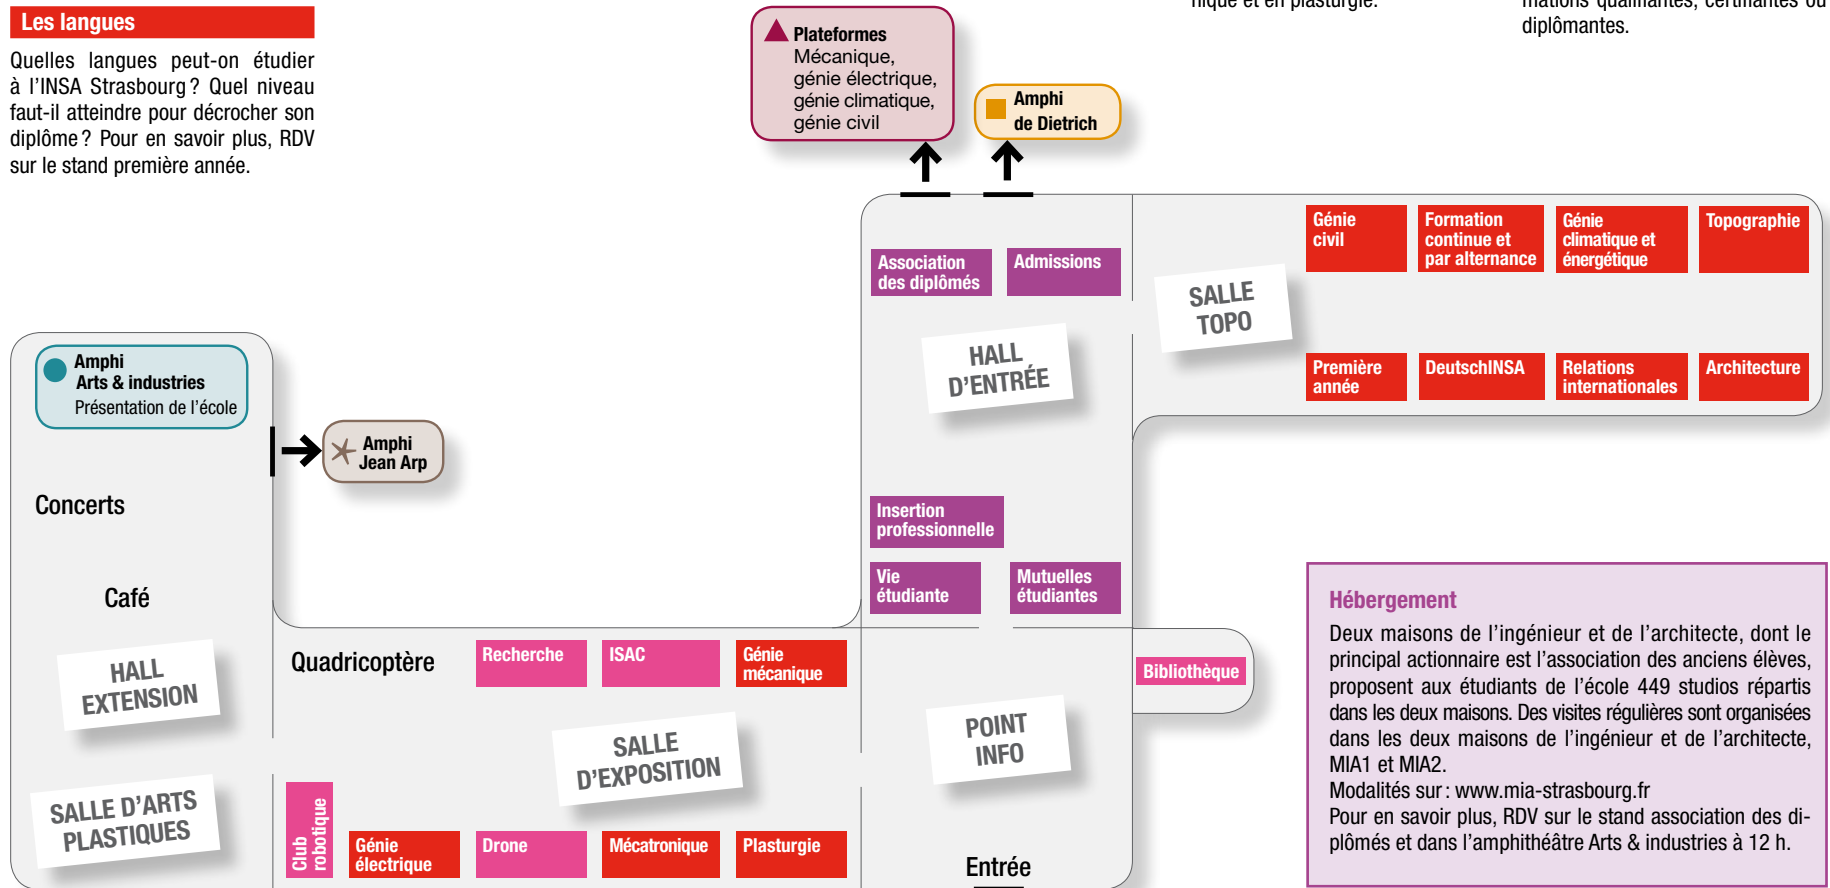 Les langues
Quelles langues peut-on étudier
à l'INSA Strasbourg ? Quel niveau
faut-il atteindre pour décrocher son
diplôme ? Pour en savoir plus, RDV
sur le stand première année.
nique et en plasturgie.
mations qualifiantes, certifiantes ou
diplômantes.
Plateformes
Mécanique,
génie électrique,
génie climatique,
génie civil
Amphi
de Dietrich
Génie
civil
Formation
continue et
par alternance
Génie
climatique et
énergétique
Topographie
Association
des diplômés
Admissions
SALLE
TOPO
HALL
D'ENTRÉE
Première
année
DeutschINSA
Relations
internationales
Architecture
Amphi
Arts & industries
Présentation de l'école
Amphi
Jean Arp
Concerts
Café
HALL
EXTENSION
SALLE D'ARTS
PLASTIQUES
Insertion
professionnelle
Vie
étudiante
Mutuelles
étudiantes
Quadricoptère
Recherche
ISAC
Génie
mécanique
SALLE
D'EXPOSITION
Club
robotique
Génie
électrique
Drone
Mécatronique
Plasturgie
POINT
INFO
Bibliothèque
Entrée
Hébergement
Deux maisons de l'ingénieur et de l'architecte, dont le
principal actionnaire est l'association des anciens élèves,
proposent aux étudiants de l'école 449 studios répartis
dans les deux maisons. Des visites régulières sont organisées
dans les deux maisons de l'ingénieur et de l'architecte,
MIA1 et MIA2.
Modalités sur : www.mia-strasbourg.fr
Pour en savoir plus, RDV sur le stand association des di-
plômés et dans l'amphithéâtre Arts & industries à 12 h.